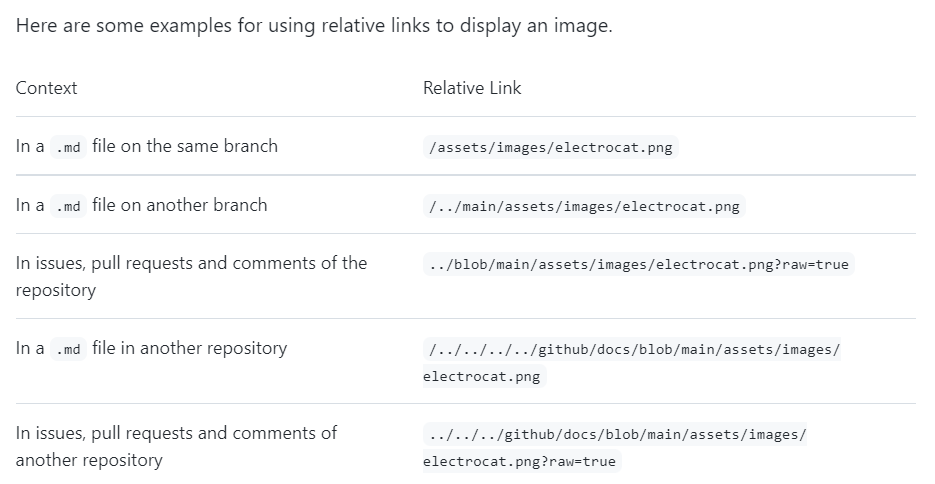 Here are some examples for using relative links to display an image.
Context Relative Link
In a .md file on the same branch /assets/images/electrocat.png
In a .md file on another branch /../main/assets/images/electrocat.png
In issues, pull requests and comments of the ../blob/main/assets/images/electrocat.png?raw=true
repository
In a .md file in another repository /../../../../github/docs/blob/main/assets/images/
electrocat.png
In issues, pull requests and comments of ../../../github/docs/blob/main/assets/images/
another repository electrocat.png?raw=true